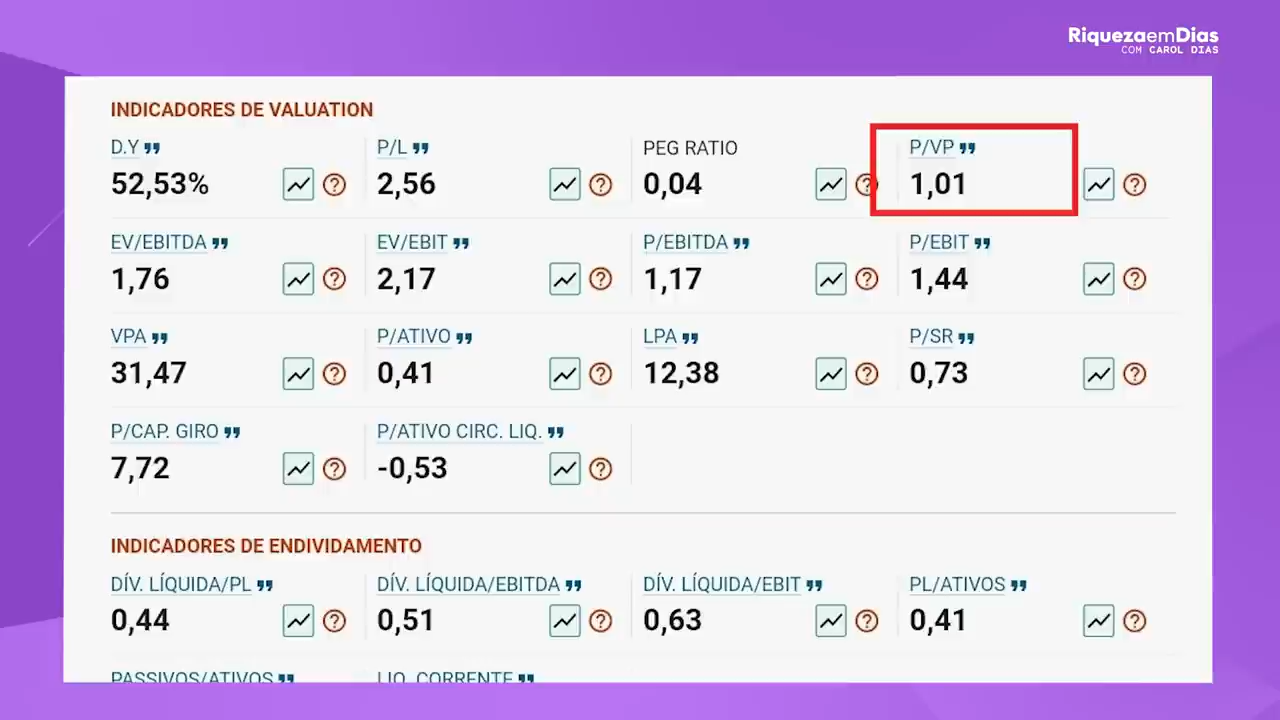 RiquezaemDias
COM CAROL DIAS
INDICADORES DE VALUATION
D.Y P/L PEG RATIO P/VP
52,53% 2,56 0,04 1,01
EV/EBITDA EV/EBIT P/EBITDA P/EBIT
1,76 2,17 1,17 1,44
VPA P/ATIVO LPA P/SR
31,47 0,41 12,38 0,73
P/CAP. GIRO P/ATIVO CIRC. LIQ.
7,72 -0,53
INDICADORES DE ENDIVIDAMENTO
DÍV. LÍQUIDA/PL DÍV. LÍQUIDA/EBITDA DÍV. LÍQUIDA/EBIT PL/ATIVOS
0,44 0,51 0,63 0,41
PASSIVOS/ATIVOS LIQ. CORRENTE